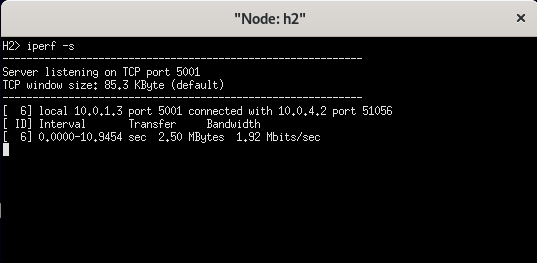 "Node: h2"
H2> iperf -s
------------------------------------------------------------
Server listening on TCP port 5001
TCP window size: 85.3 KByte (default)
------------------------------------------------------------
[  6] local 10.0.1.3 port 5001 connected with 10.0.4.2 port 51056
[ ID] Interval       Transfer     Bandwidth
[  6] 0.0000-10.9454 sec  2.50 MBytes  1.92 Mbits/sec